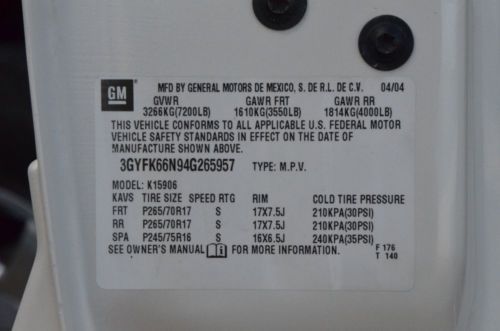 GM
MFD BY GENERAL MOTORS DE MEXICO, S. DE R.L. DE C.V. 04/04
GVWR GAWR FRT GAWR RR
3266KG(7200LB) 1610KG(3550LB) 1814KG(4000LB)
THIS VEHICLE CONFORMS TO ALL APPLICABLE U.S. FEDERAL MOTOR
VEHICLE SAFETY STANDARDS IN EFFECT ON THE DATE OF
MANUFACTURE SHOWN ABOVE.
3GYFK66N94G265957 TYPE: M.P.V.
MODEL: K15906
KAVS TIRE SIZE SPEED RTG RIM COLD TIRE PRESSURE
FRT P265/70R17 S 17X7.5J 210KPA(30PSI)
RR P265/70R17 S 17X7.5J 210KPA(30PSI)
SPA P245/75R16 S 16X6.5J 240KPA(35PSI)
SEE OWNER'S MANUAL FOR MORE INFORMATION. F 176
T 140